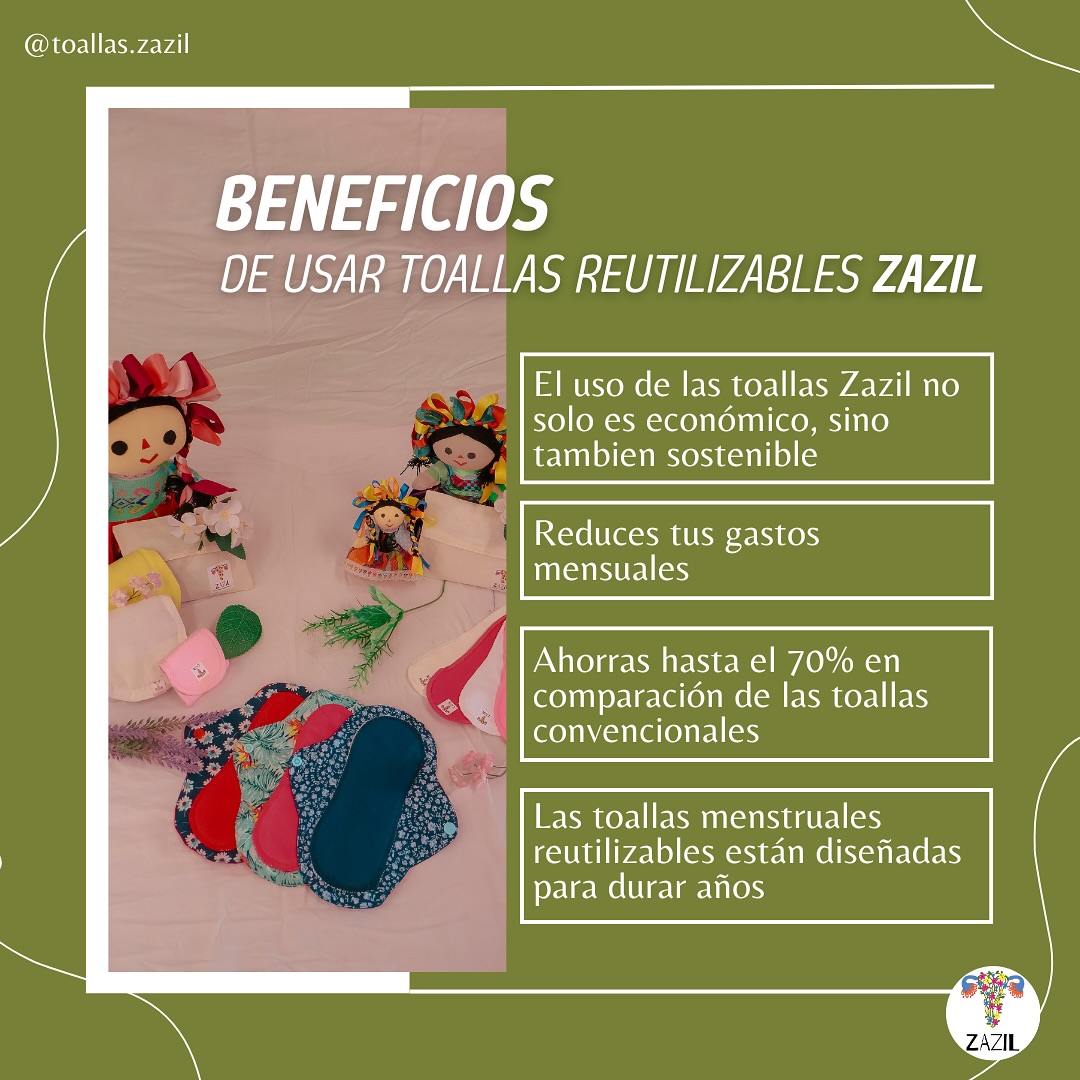 @toallas.zazil
BENEFICIOS
DE USAR TOALLAS REUTILIZABLES ZAZIL
El uso de las toallas Zazil no
solo es económico, sino
tambien sostenible
Reduces tus gastos
mensuales
Ahorras hasta el 70% en
comparación de las toallas
convencionales
Las toallas menstruales
reutilizables están diseñadas
para durar años
ZAZIL